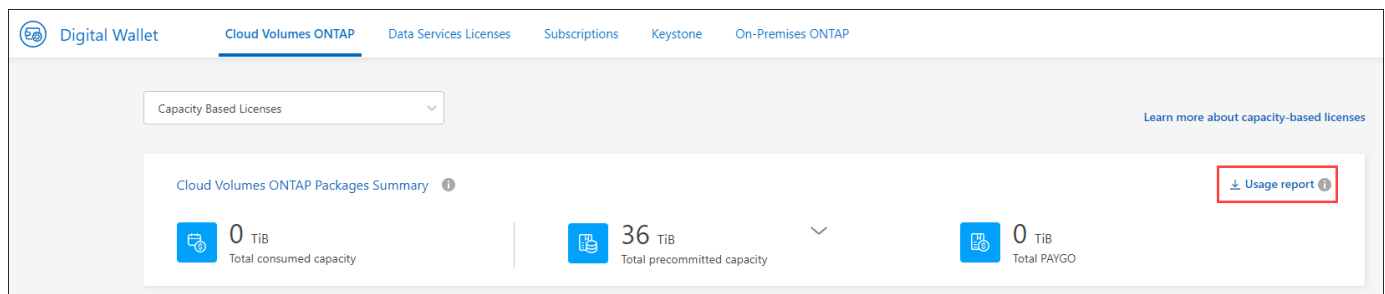 Digital Wallet Cloud Volumes ONTAP Data Services Licenses Subscriptions Keystone On-Premises ONTAP
Capacity Based Licenses
Learn more about capacity-based licenses
Cloud Volumes ONTAP Packages Summary Usage report
0 TiB
Total consumed capacity
36 TiB
Total precommitted capacity
0 TiB
Total PAYGO